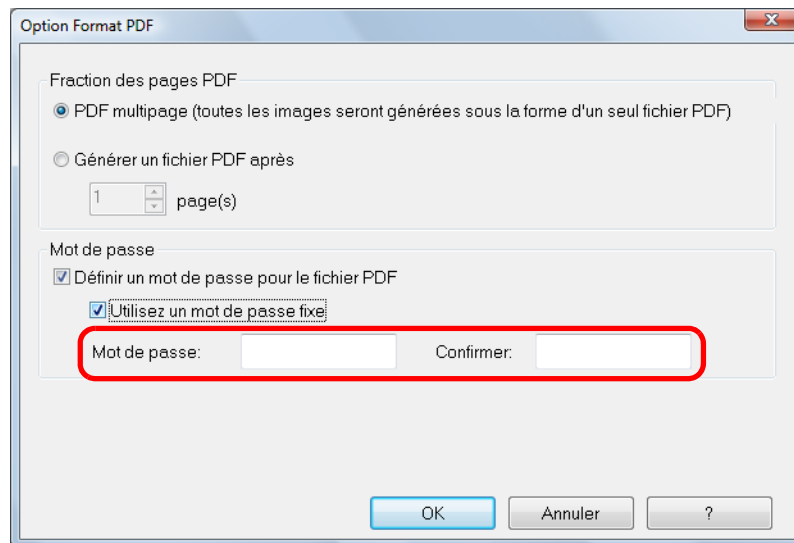 Option Format PDF
Fraction des pages PDF
PDF multipage (toutes les images seront générées sous la forme d'un seul fichier PDF)
Générer un fichier PDF après
1 page(s)
Mot de passe
Définir un mot de passe pour le fichier PDF
Utilisez un mot de passe fixe
Mot de passe: Confirmer:
OK Annuler ?